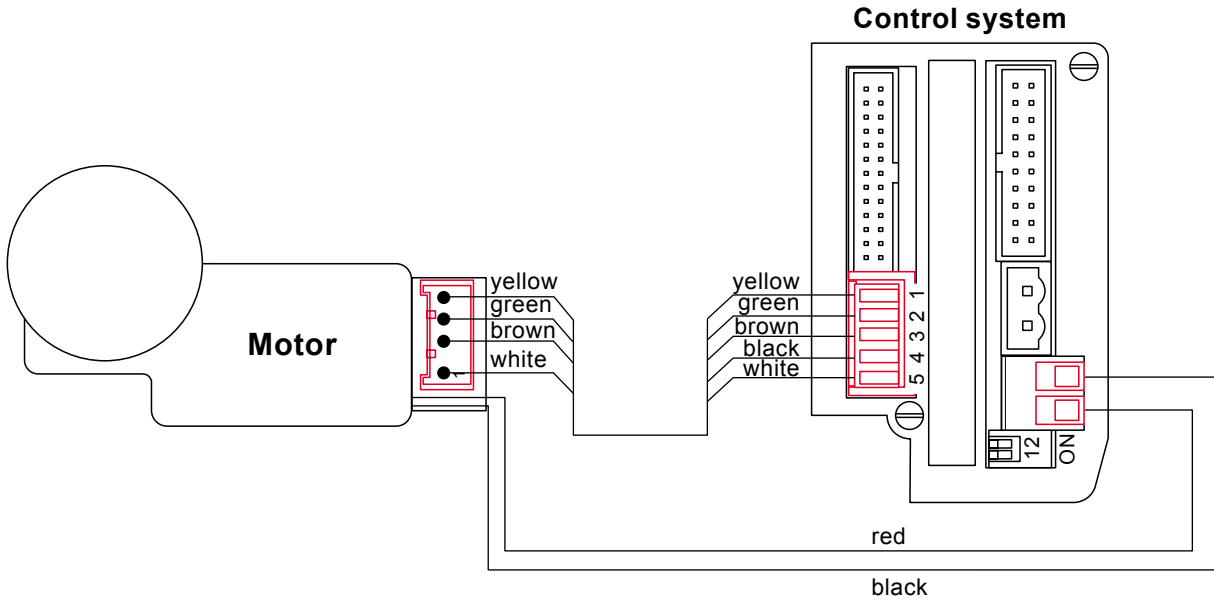 Control system
yellow
green
brown
white
Motor
1
yellow
green
brown
black
white
1
2
3
4
5
12
ON
red
black